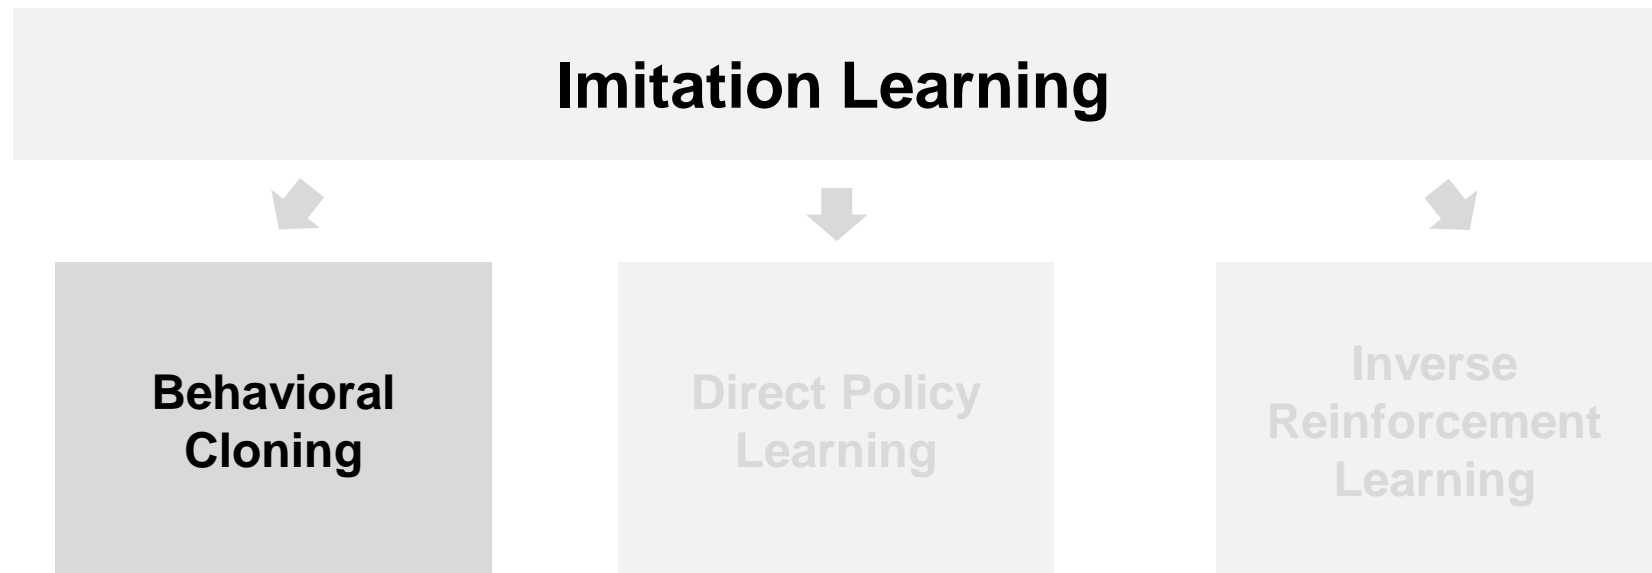 Imitation Learning
Behavioral
Cloning
Direct Policy
Learning
Inverse
Reinforcement
Learning